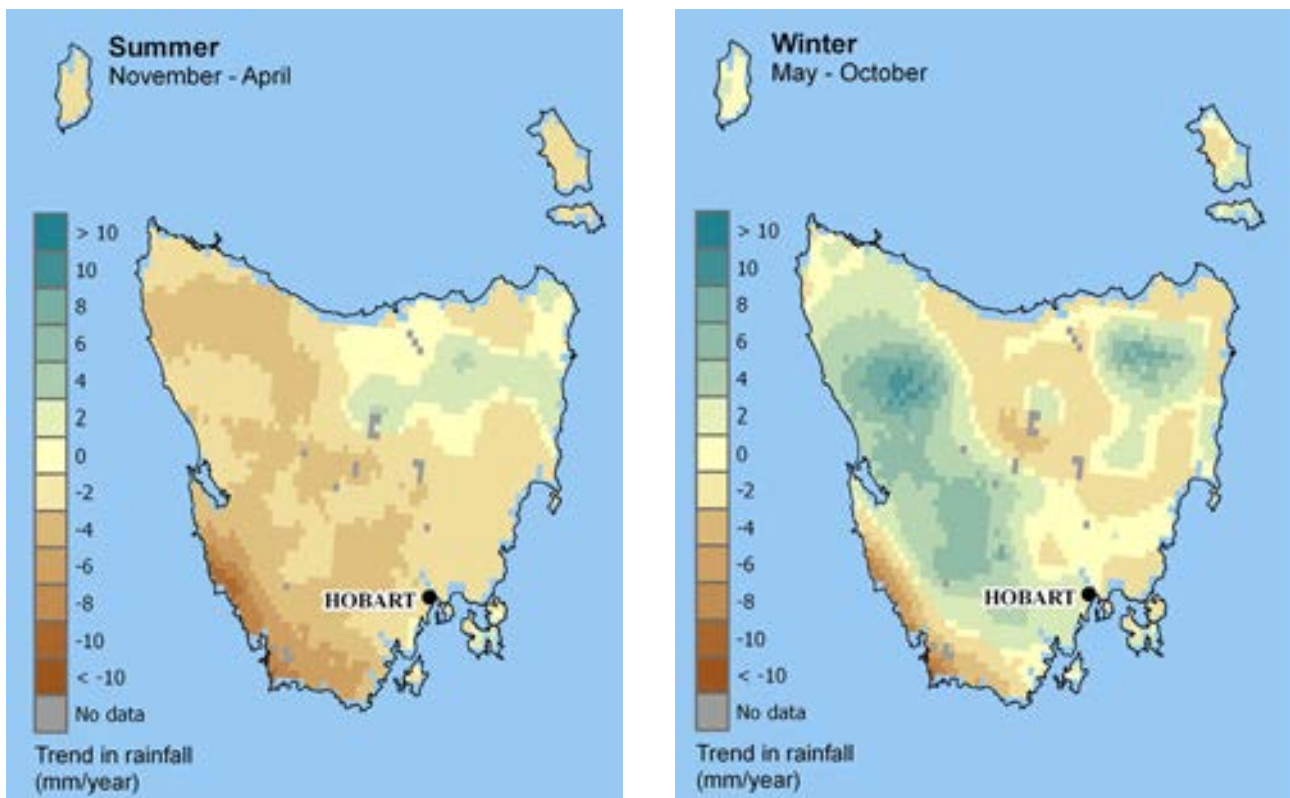 Summer
November - April
> 10
10
8
6
4
2
0
-2
-4
-6
-8
-10
< -10
No data
Trend in rainfall
(mm/year)
HOBART
Winter
May - October
> 10
10
8
6
4
2
0
-2
-4
-6
-8
-10
< -10
No data
Trend in rainfall
(mm/year)
HOBART